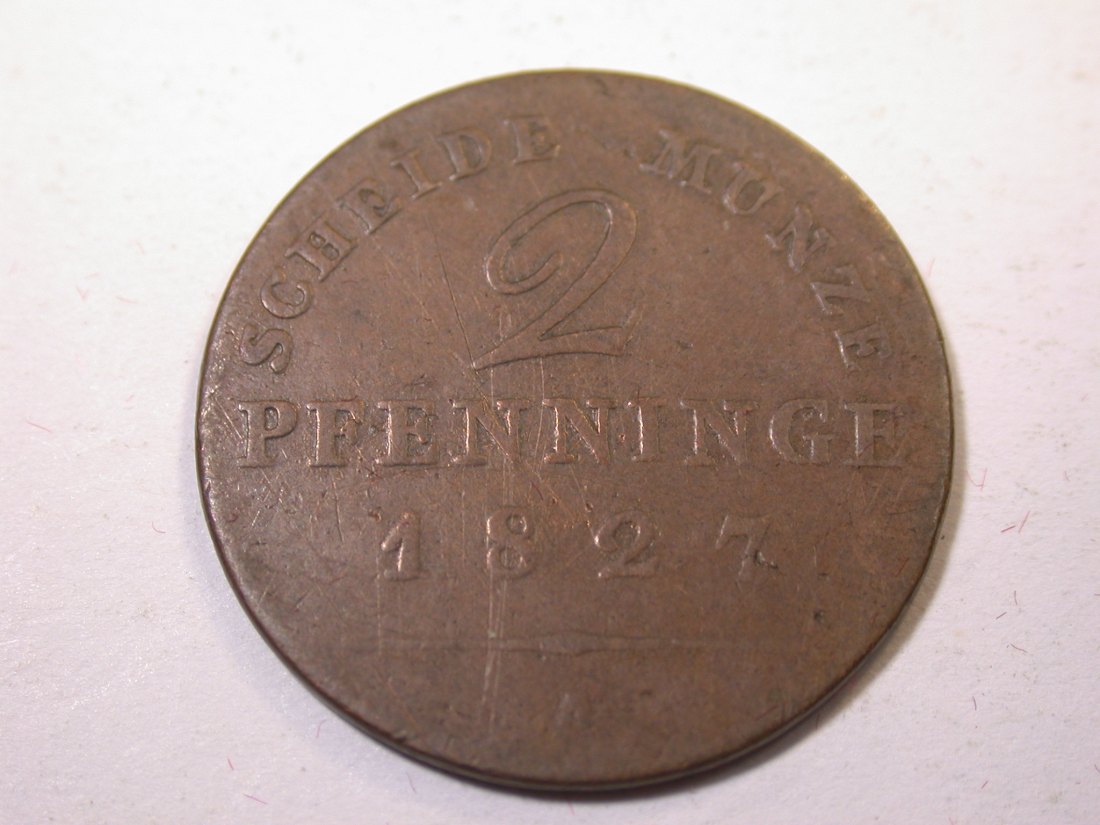 SCHEIDE MÜNZE
2
PFENNINGE
1827
A